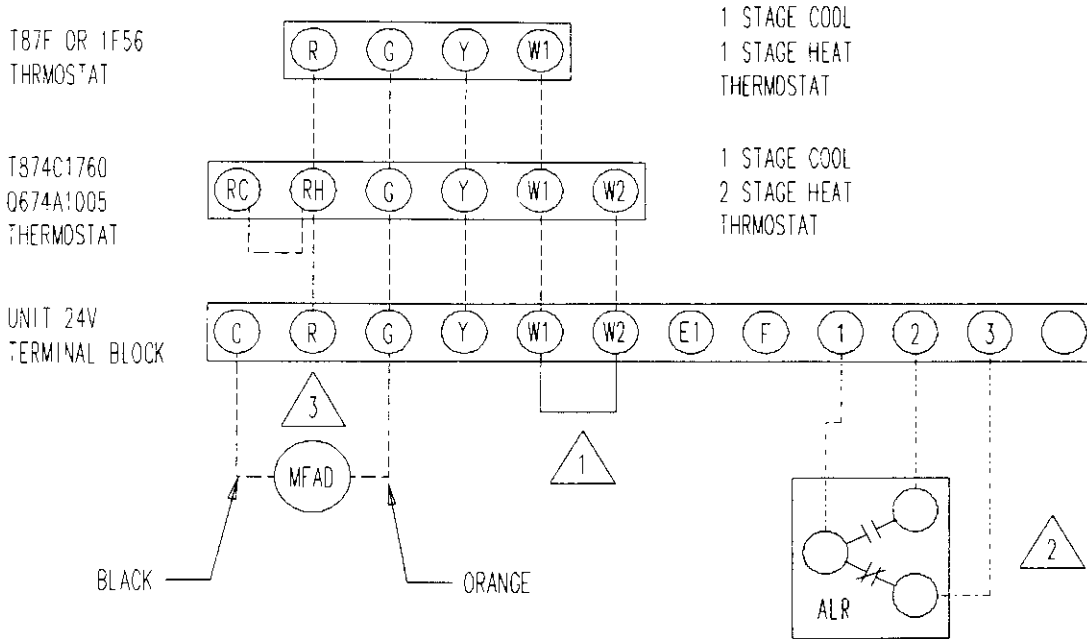 T87F OR 1F56
THRMOSTAT
R G Y W1
1 STAGE COOL
1 STAGE HEAT
THERMOSTAT
T874C1760
Q674A1005
THERMOSTAT
RC RH G Y W1 W2
1 STAGE COOL
2 STAGE HEAT
THRMOSTAT
UNIT 24V
TERMINAL BLOCK
C R G Y W1 W2 E1 F 1 2 3
3
1
MFAD
2
BLACK
ORANGE
ALR